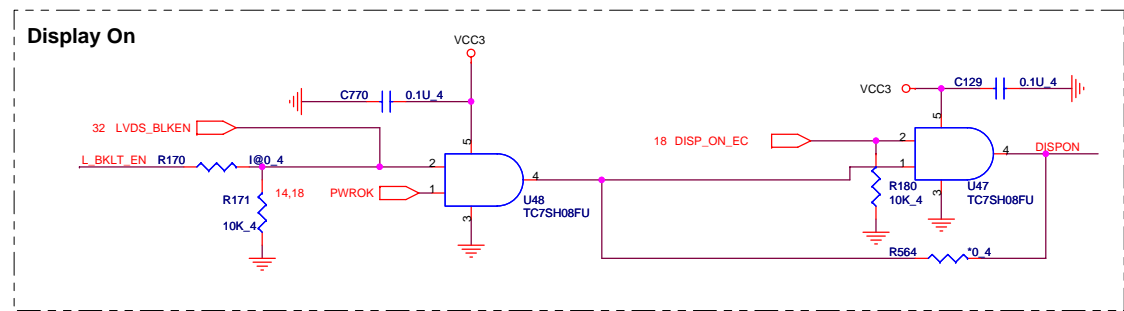 Display On
VCC3
C770 0.1U_4
VCC3
C129 0.1U_4
32 LVDS_BLKEN
5
18 DISP_ON_EC
5
2
4
DISPON
L_BKLT_EN R170 I@0_4
2
4
1
R171
14,18
PWROK
1
U48
TC7SH08FU
R180
10K_4
3
U47
TC7SH08FU
10K_4
3
R564 *0_4